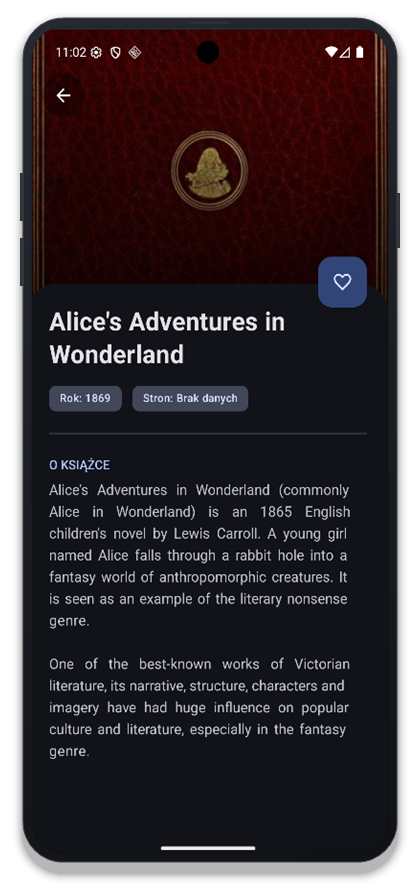 11:02
Alice's Adventures in
Wonderland
Rok: 1869
Stron: Brak danych
O KSIĄŻCE
Alice's Adventures in Wonderland (commonly
Alice in Wonderland) is an 1865 English
children's novel by Lewis Carroll. A young girl
named Alice falls through a rabbit hole into a
fantasy world of anthropomorphic creatures. It
is seen as an example of the literary nonsense
genre.
One of the best-known works of Victorian
literature, its narrative, structure, characters and
imagery have had huge influence on popular
culture and literature, especially in the fantasy
genre.